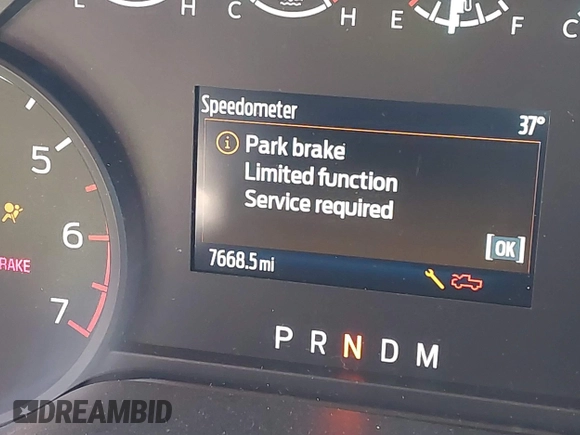 L H C H E F C
Speedometer 37°
Park brake
Limited function
Service required
[OK]
7668.5 mi
5
6
7
RAKE
P R N D M
DREAMBID